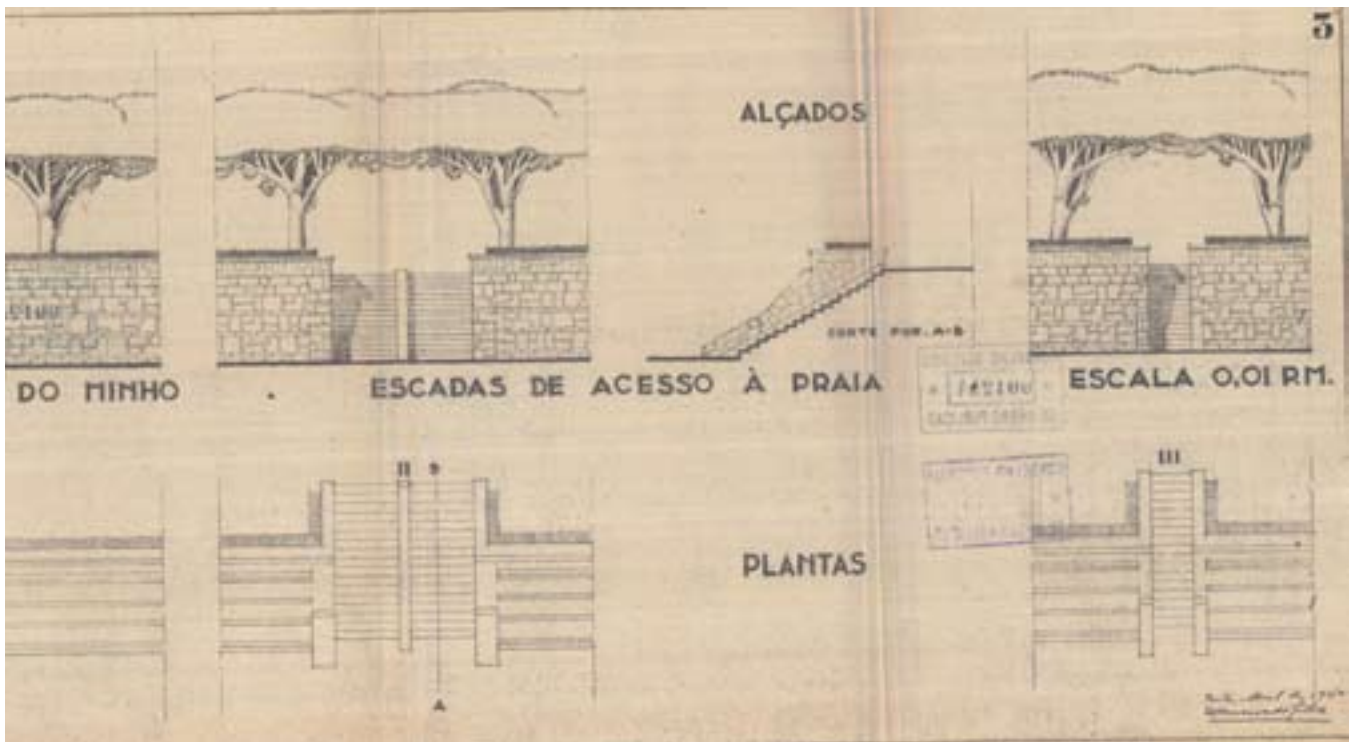 5
ALÇADOS
CORTE POR. A-B
DO MINHO . ESCADAS DE ACESSO À PRAIA ESCALA 0,01 P.M.
II
III
PLANTAS
A